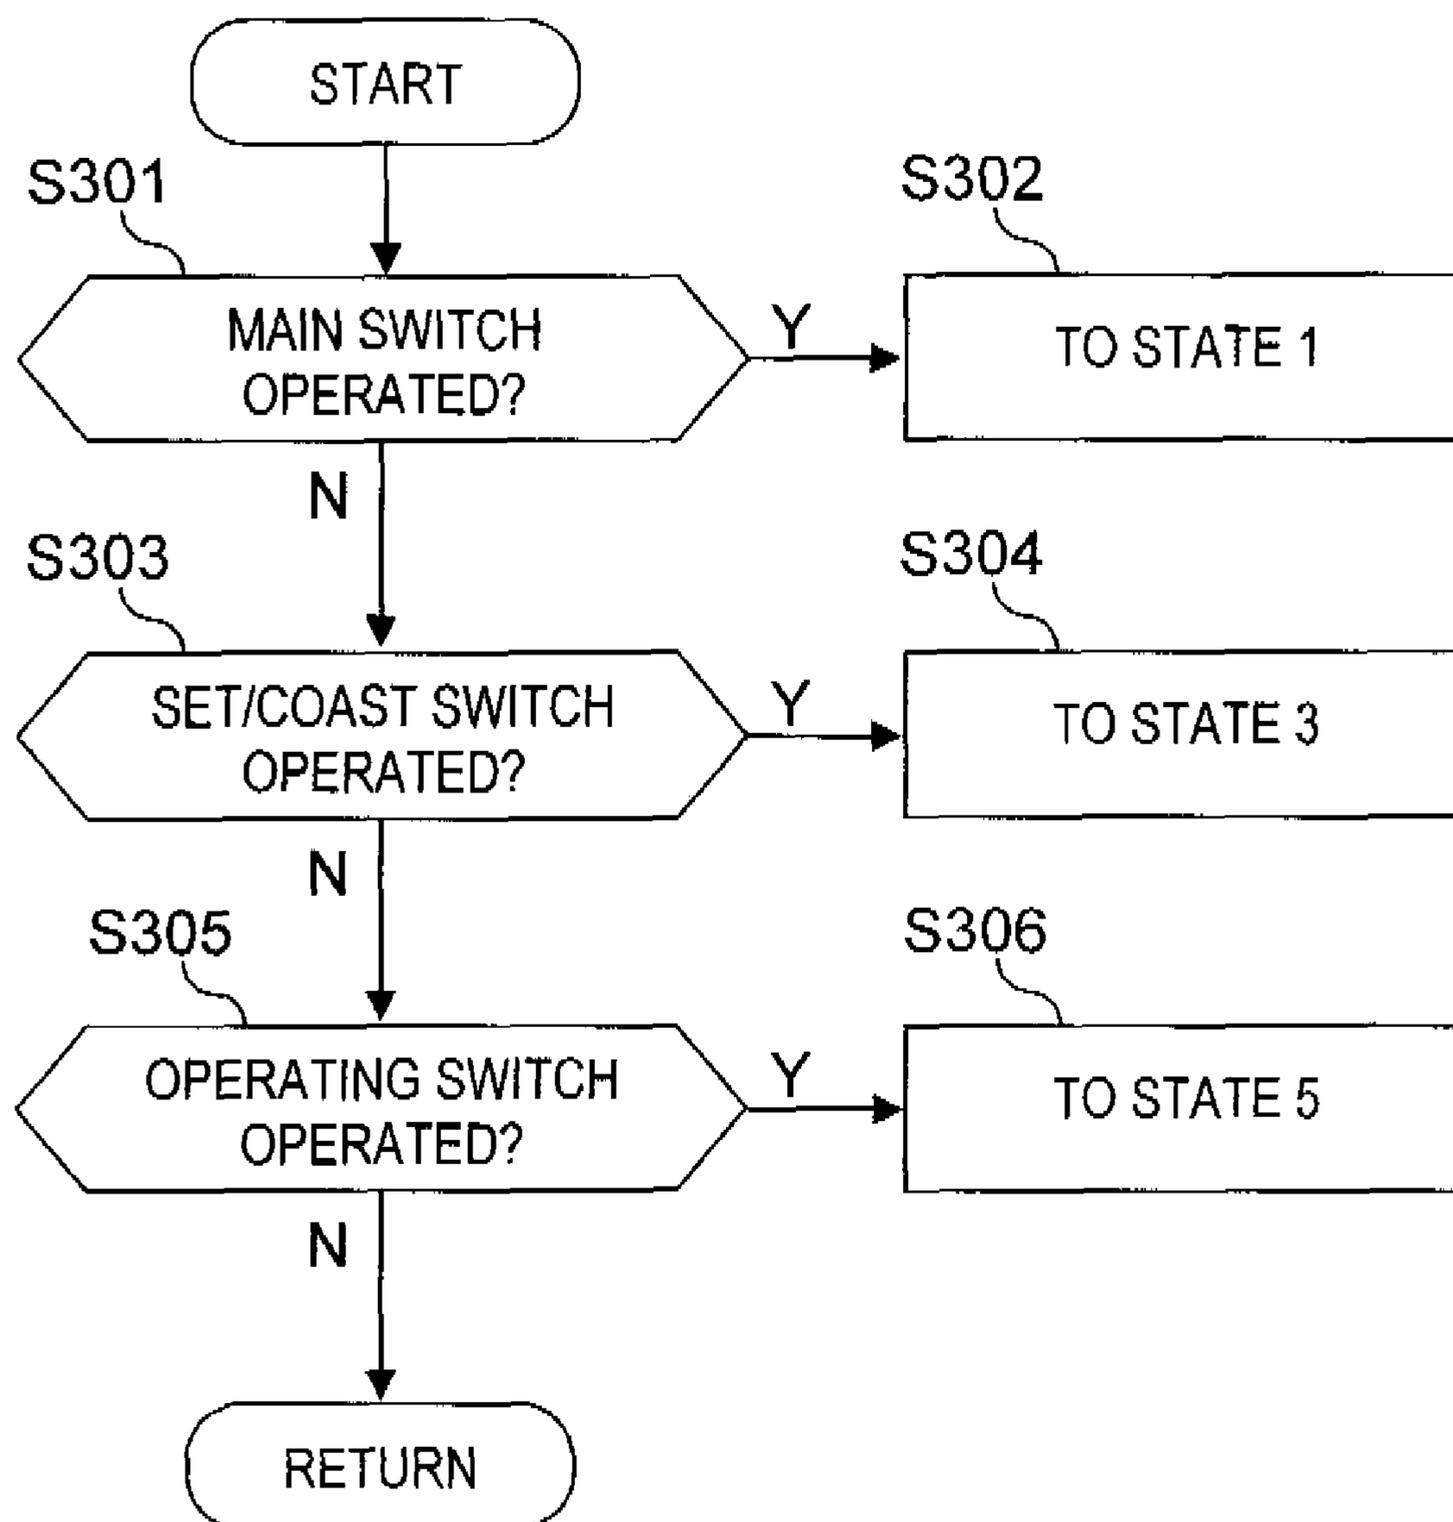 START
S301
S302
MAIN SWITCH
OPERATED?
Y
TO STATE 1
N
S303
S304
SET/COAST SWITCH
OPERATED?
Y
TO STATE 3
N
S305
S306
OPERATING SWITCH
OPERATED?
Y
TO STATE 5
N
RETURN